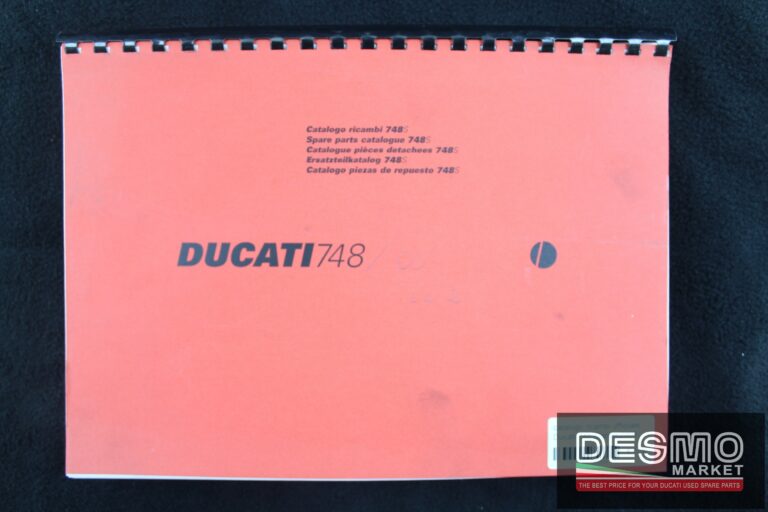 Catalogo ricambi 748S
Spare parts catalogue 748S
Catalogue pièces detachees 748S
Ersatzteilkatalog 748S
Catalogo piezas de repuesto 748S
DUCATI748
DESMO
MARKET
THE BEST PRICE FOR YOUR DUCATI USED SPARE PARTS